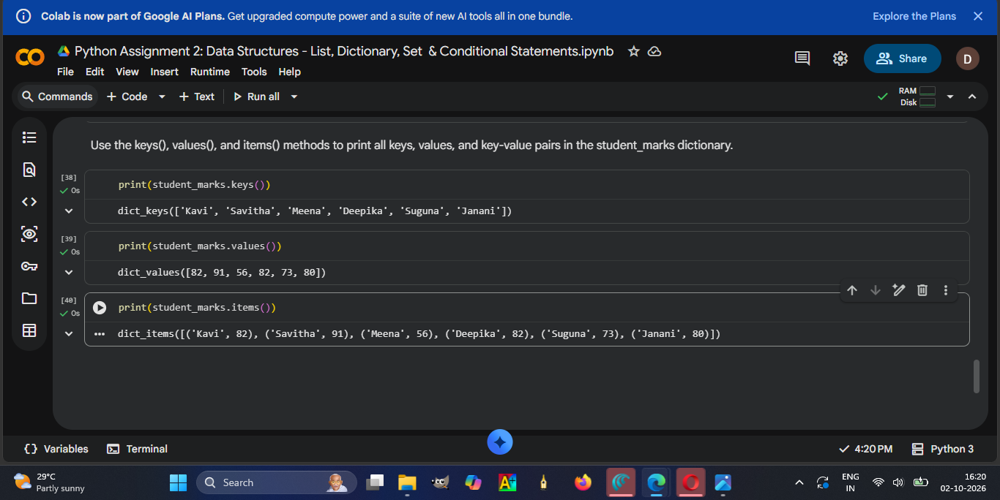 Colab is now part of Google AI Plans. Get upgraded compute power and a suite of new AI tools all in one bundle. Explore the Plans
Python Assignment 2: Data Structures - List, Dictionary, Set & Conditional Statements.ipynb
Share
D
File Edit View Insert Runtime Tools Help
Commands + Code + Text Run all
RAM
Disk
Use the keys(), values(), and items() methods to print all keys, values, and key-value pairs in the student_marks dictionary.
[38]
0s
print(student_marks.keys())
dict_keys(['Kavi', 'Savitha', 'Meena', 'Deepika', 'Suguna', 'Janani'])
[39]
0s
print(student_marks.values())
dict_values([82, 91, 56, 82, 73, 80])
[40]
0s
print(student_marks.items())
dict_items([('Kavi', 82), ('Savitha', 91), ('Meena', 56), ('Deepika', 82), ('Suguna', 73), ('Janani', 80)])
Variables Terminal 4:20 PM Python 3
29°C
Partly sunny
Search
ENG
IN
16:20
02-10-2026